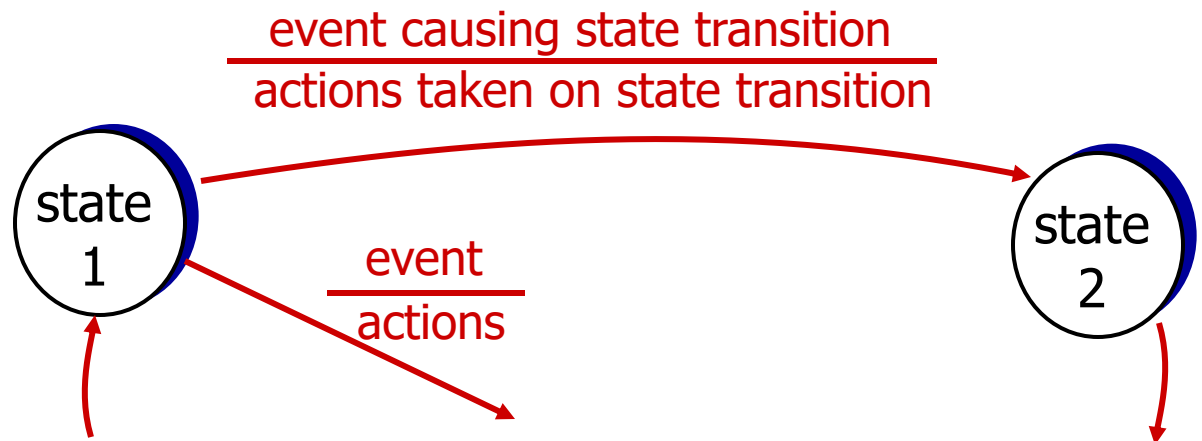 event causing state transition
actions taken on state transition
state
1
event
actions
state
2